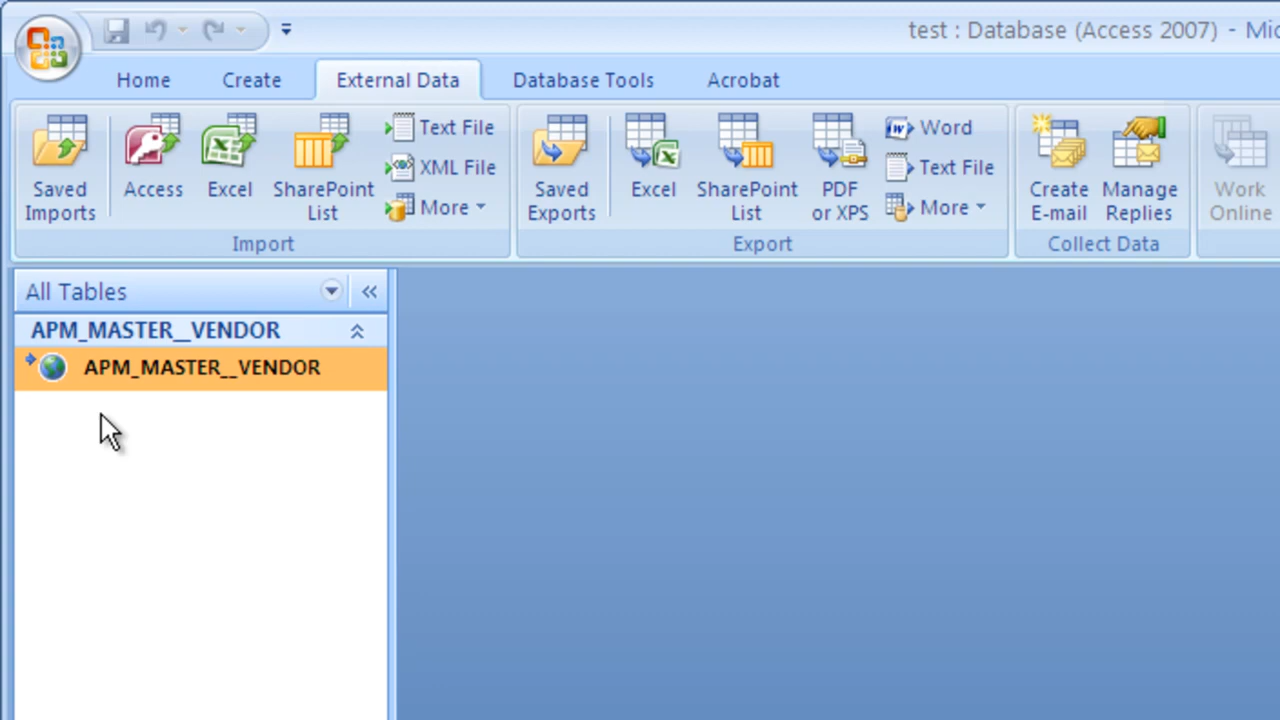 test : Database (Access 2007) - Mic
Home Create External Data Database Tools Acrobat
Saved Imports
Access
Excel
SharePoint List
Text File
XML File
More
Import
Saved Exports
Excel
SharePoint List
PDF or XPS
Word
Text File
More
Export
Create E-mail
Manage Replies
Collect Data
Work Online
All Tables
APM_MASTER__VENDOR
APM_MASTER__VENDOR